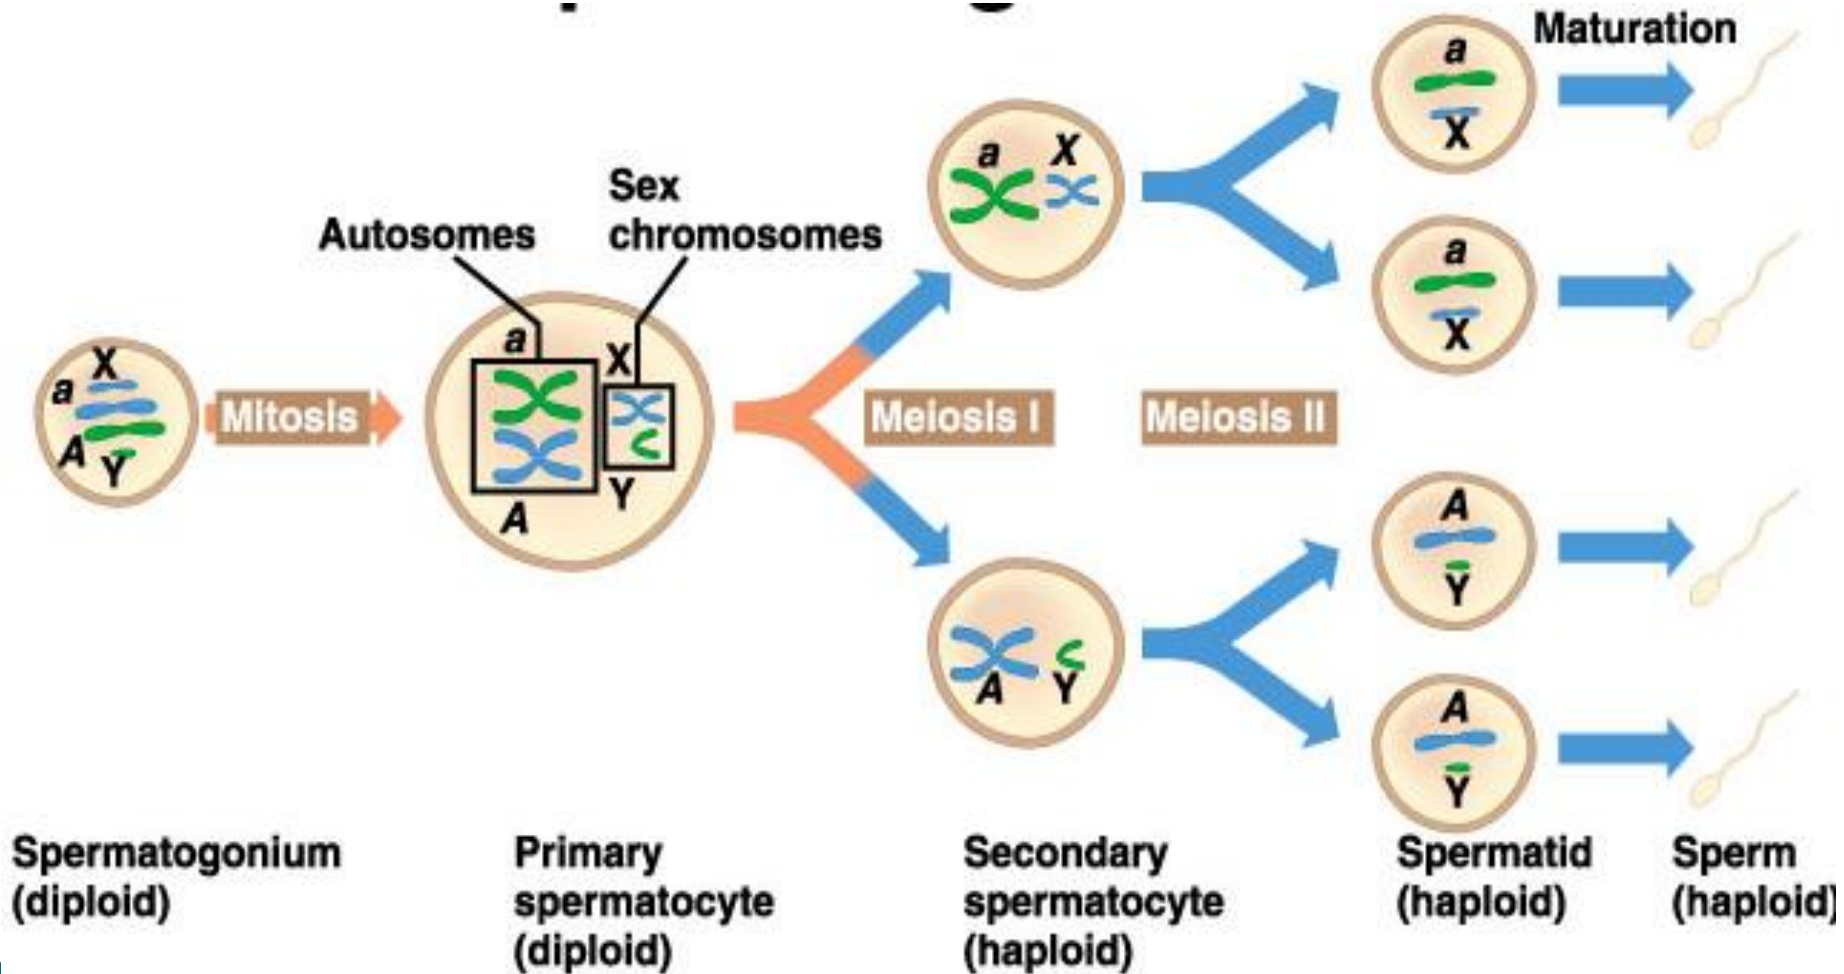 Maturation
a
X
a X
Sex
chromosomes
Autosomes
a
X
X
a
A
Y
Mitosis
a
X
A
Y
Meiosis I
Meiosis II
A
Y
A Y
A
Y
Spermatogonium
(diploid)
Primary
spermatocyte
(diploid)
Secondary
spermatocyte
(haploid)
Spermatid
(haploid)
Sperm
(haploid)